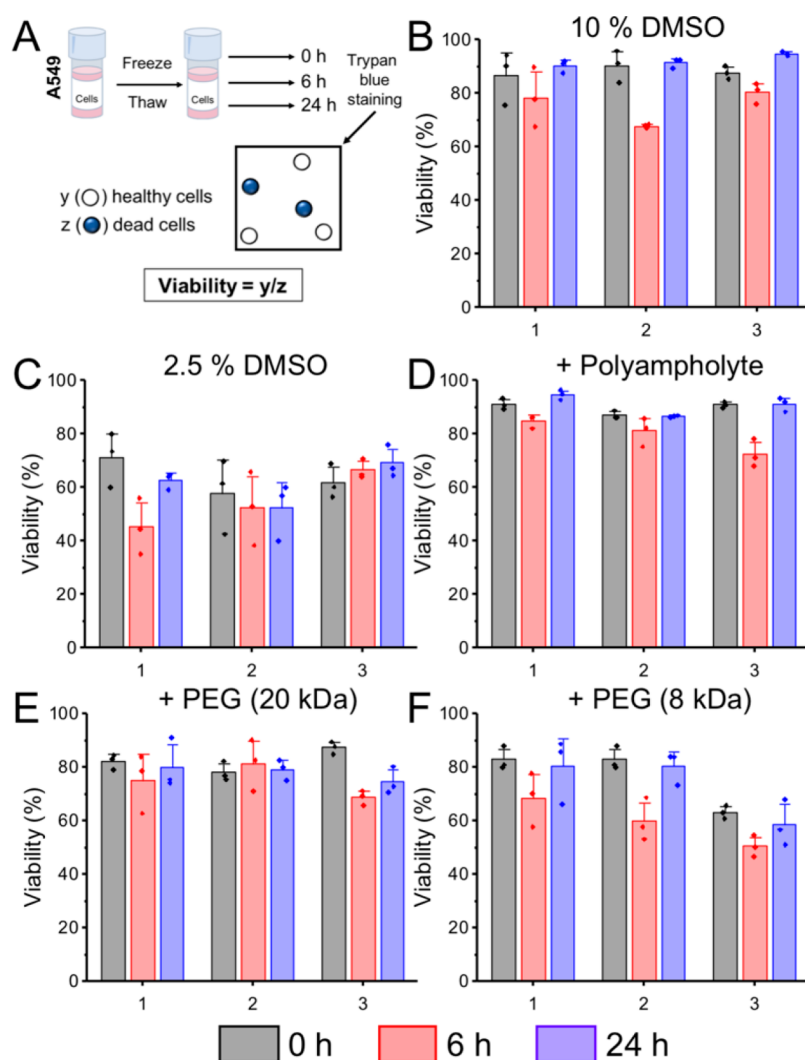 A
A549
Cells
Freeze
Thaw
Cells
0 h
6 h
24 h
Trypan
blue
staining
y ( ) healthy cells
z ( ) dead cells
Viability = y/z
B
10 % DMSO
Viability (%)
100
80
60
40
20
0
1 2 3
C
2.5 % DMSO
Viability (%)
100
80
60
40
20
0
1 2 3
D
+ Polyampholyte
Viability (%)
100
80
60
40
20
0
1 2 3
E
+ PEG (20 kDa)
Viability (%)
100
80
60
40
20
0
1 2 3
F
+ PEG (8 kDa)
Viability (%)
100
80
60
40
20
0
1 2 3
0 h 6 h 24 h